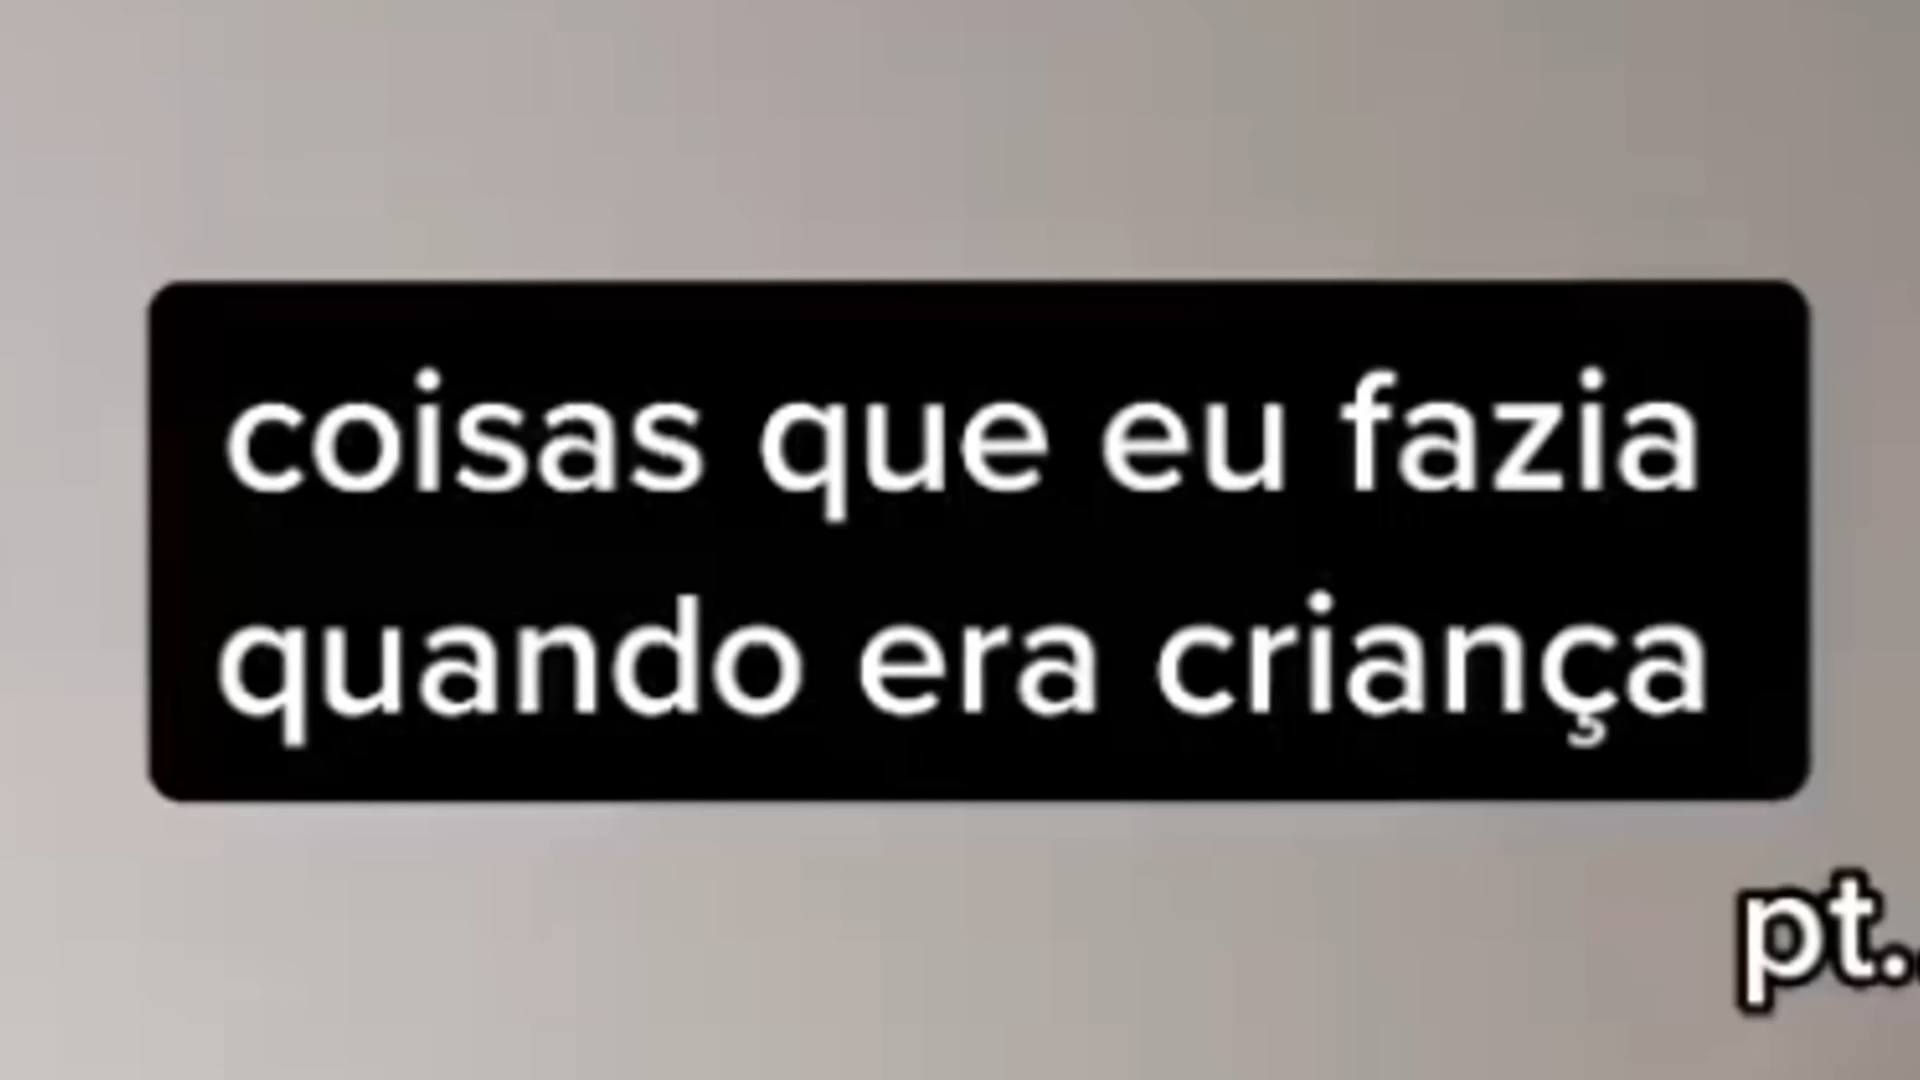 coisas que eu fazia
quando era criança
pt.